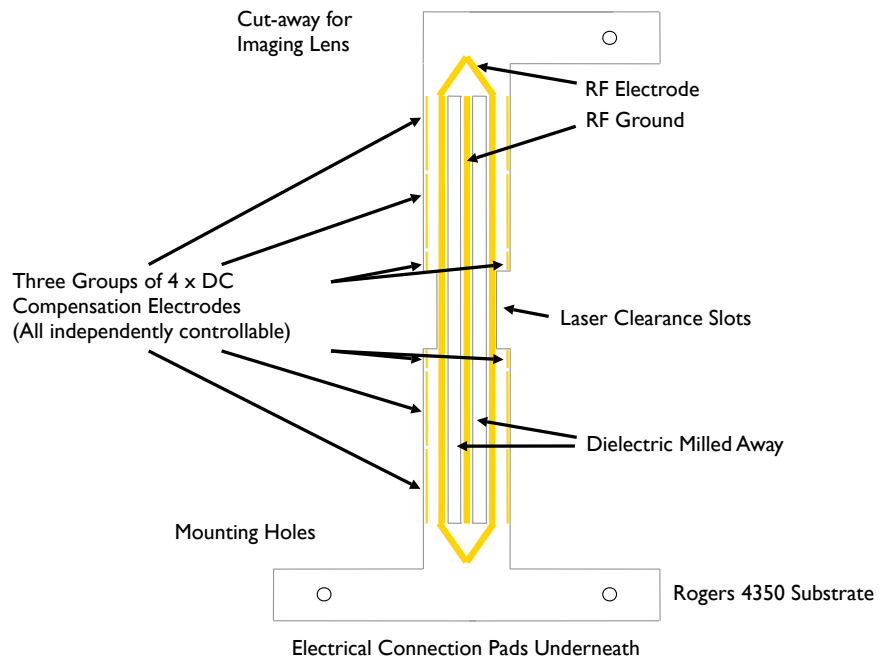 Cut-away for
Imaging Lens
RF Electrode
RF Ground
Three Groups of 4 x DC
Compensation Electrodes
(All independently controllable)
Laser Clearance Slots
Dielectric Milled Away
Mounting Holes
Rogers 4350 Substrate
Electrical Connection Pads Underneath